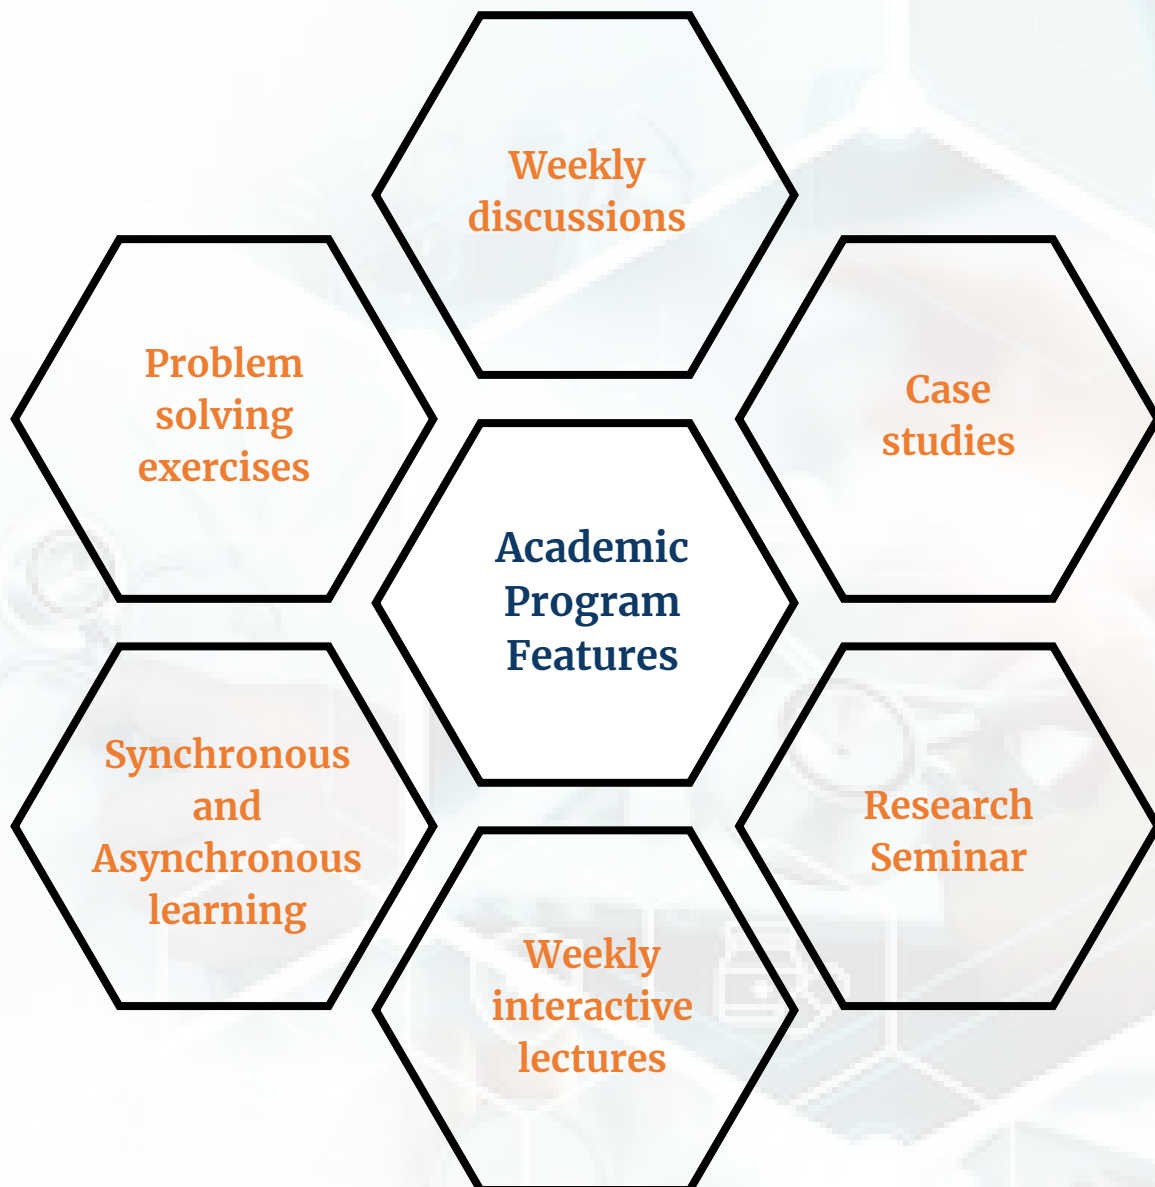 Weekly
discussions
Problem
solving
exercises
Case
studies
Academic
Program
Features
Synchronous
and
Asynchronous
learning
Research
Seminar
Weekly
interactive
lectures